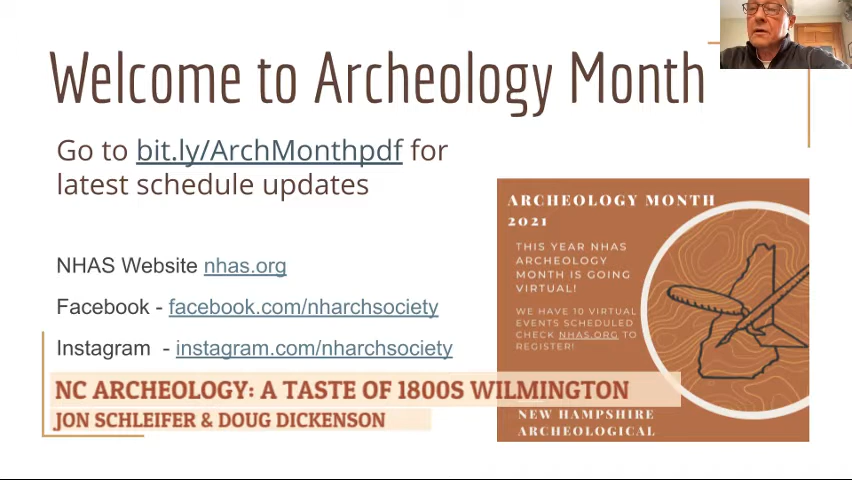 Welcome to Archeology Month
Go to bit.ly/ArchMonthpdf for
latest schedule updates
NHAS Website nhas.org
Facebook - facebook.com/nharchsociety
Instagram - instagram.com/nharchsociety
NC ARCHEOLOGY: A TASTE OF 1800S WILMINGTON
JON SCHLEIFER & DOUG DICKENSON
ARCHEOLOGY MONTH
2021
THIS YEAR NHAS
ARCHEOLOGY
MONTH IS GOING
VIRTUAL!
WE HAVE 10 VIRTUAL
EVENTS SCHEDULED
CHECK NHAS.ORG TO
REGISTER!
NEW HAMPSHIRE
ARCHEOLOGICAL